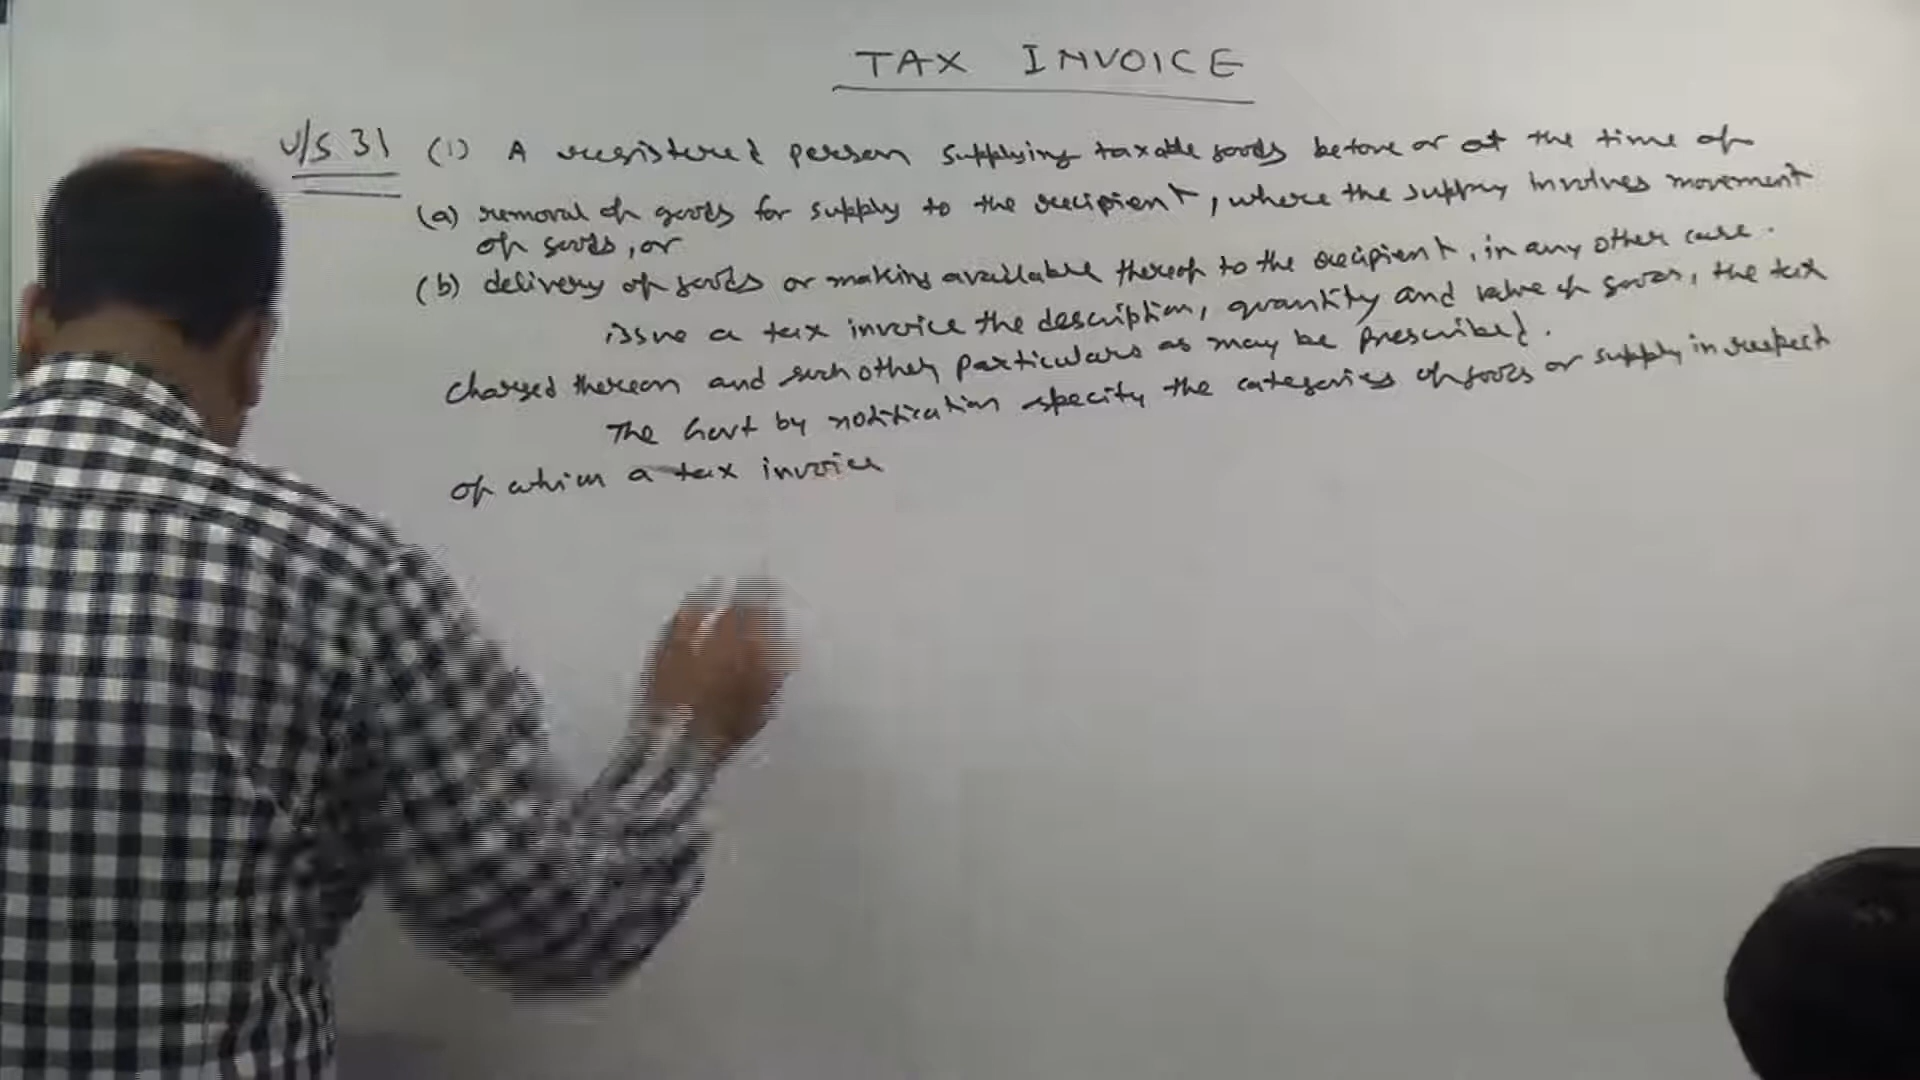 TAX INVOICE
U/S 31 (1) A registered person supplying taxable goods before or at the time of
(a) removal of goods for supply to the recipient, where the supply involves movement
of goods, or
(b) delivery of goods or making available thereof to the recipient, in any other case.
issue a tax invoice the description, quantity and value of goods, the tax
charged thereon and such other particulars as may be prescribed.
The Govt by notification specify the categories of goods or supply in respect
of which a tax invoice